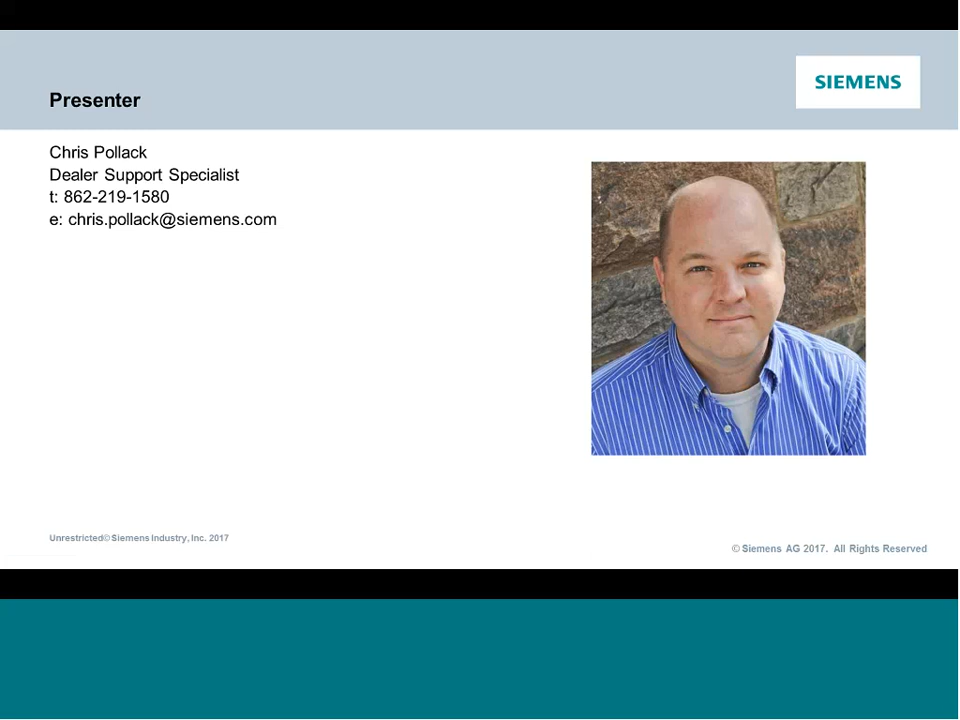 SIEMENS
Presenter
Chris Pollack
Dealer Support Specialist
t: 862-219-1580
e: chris.pollack@siemens.com
Unrestricted© Siemens Industry, Inc. 2017
© Siemens AG 2017. All Rights Reserved